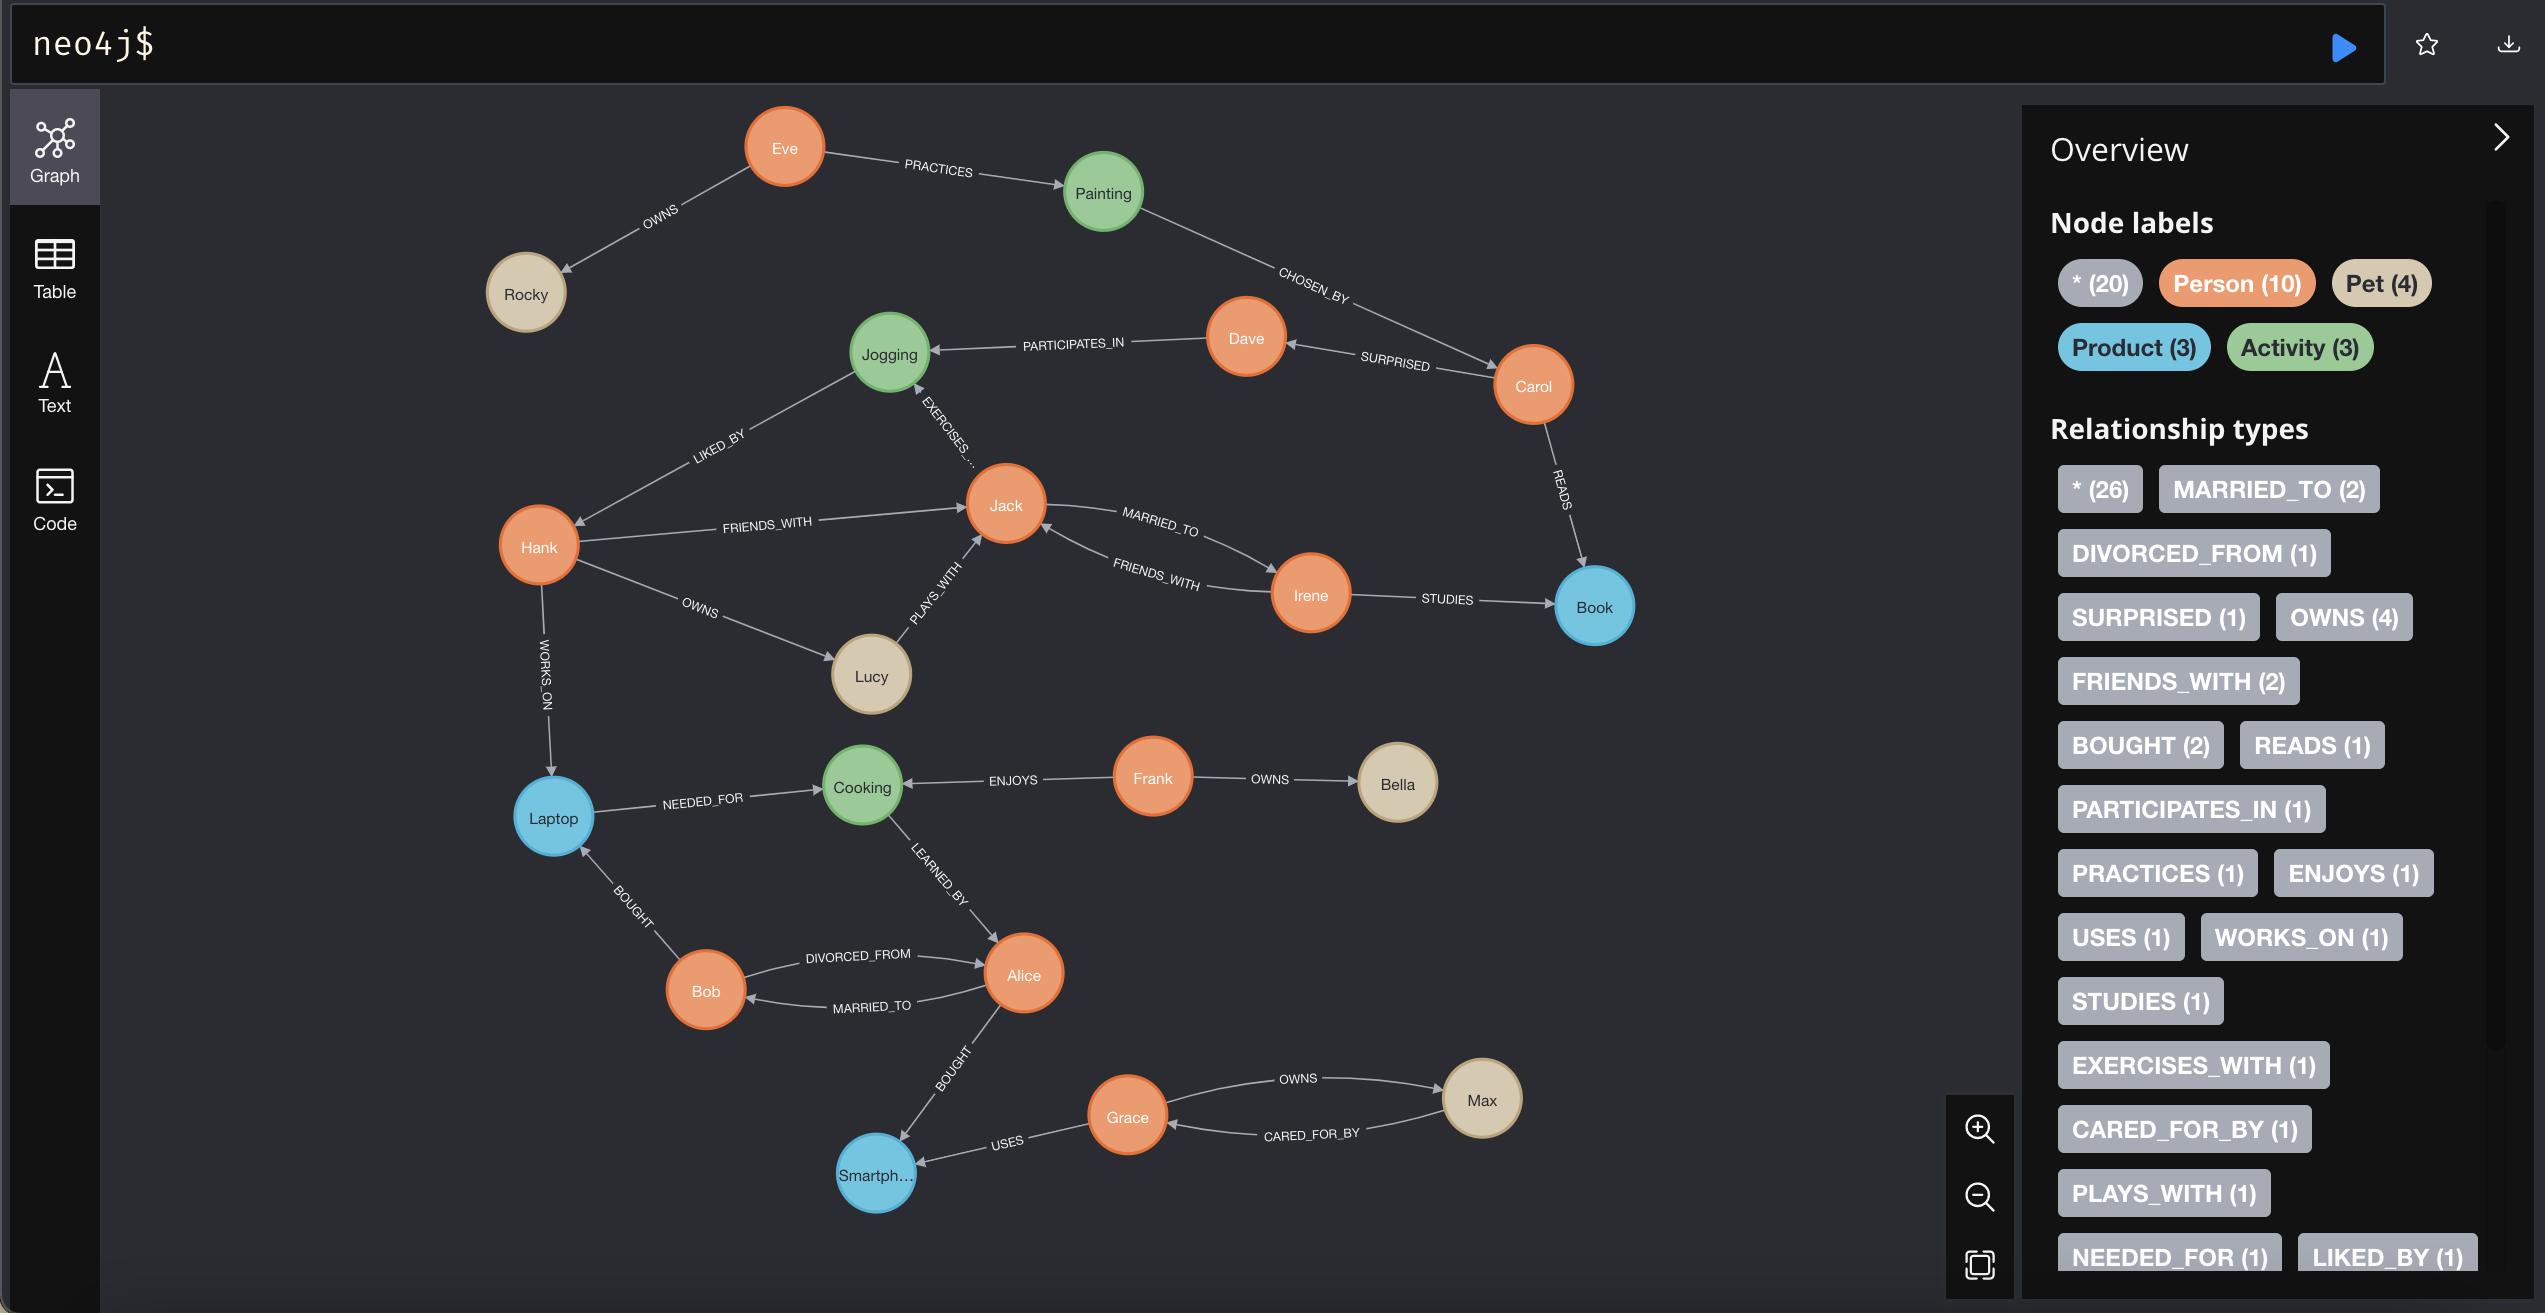 neo4j$
Graph
Table
Text
Code
Eve
PRACTICES
Painting
OWNS
Rocky
CHOSEN_BY
Jogging
PARTICIPATES_IN
Dave
SURPRISED
Carol
EXERCISES_...
LIKED_BY
READS
Hank
FRIENDS_WITH
Jack
MARRIED_TO
FRIENDS_WITH
Irene
STUDIES
Book
OWNS
PLAYS_WITH
WORKS_ON
Lucy
Laptop
NEEDED_FOR
Cooking
ENJOYS
Frank
OWNS
Bella
LEARNED_BY
BOUGHT
Bob
DIVORCED_FROM
MARRIED_TO
Alice
BOUGHT
Grace
OWNS
CARED_FOR_BY
Max
USES
Smartph...
Overview
Node labels
* (20) Person (10) Pet (4)
Product (3) Activity (3)
Relationship types
* (26) MARRIED_TO (2)
DIVORCED_FROM (1)
SURPRISED (1) OWNS (4)
FRIENDS_WITH (2)
BOUGHT (2) READS (1)
PARTICIPATES_IN (1)
PRACTICES (1) ENJOYS (1)
USES (1) WORKS_ON (1)
STUDIES (1)
EXERCISES_WITH (1)
CARED_FOR_BY (1)
PLAYS_WITH (1)
NEEDED_FOR (1) LIKED_BY (1)